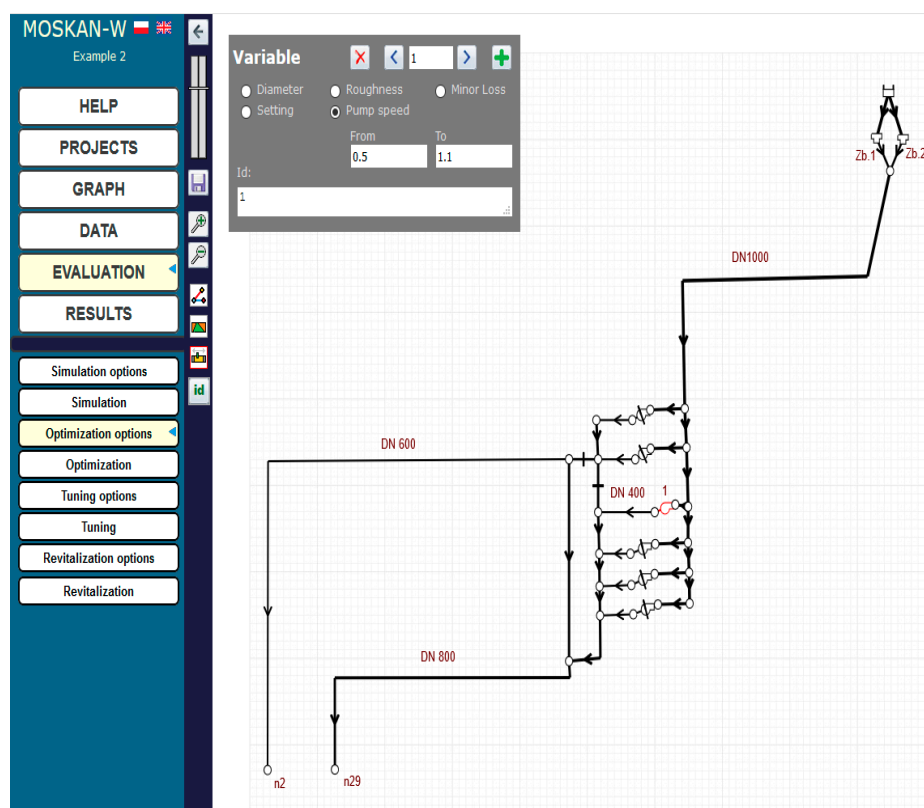 MOSKAN-W
Example 2
HELP
PROJECTS
GRAPH
DATA
EVALUATION
RESULTS
Simulation options
Simulation
Optimization options
Optimization
Tuning options
Tuning
Revitalization options
Revitalization
id
Variable
1
Diameter
Roughness
Minor Loss
Setting
Pump speed
From
To
0.5
1.1
Id:
1
Zb.1
Zb.2
DN1000
DN 600
DN 400
1
DN 800
n2
n29